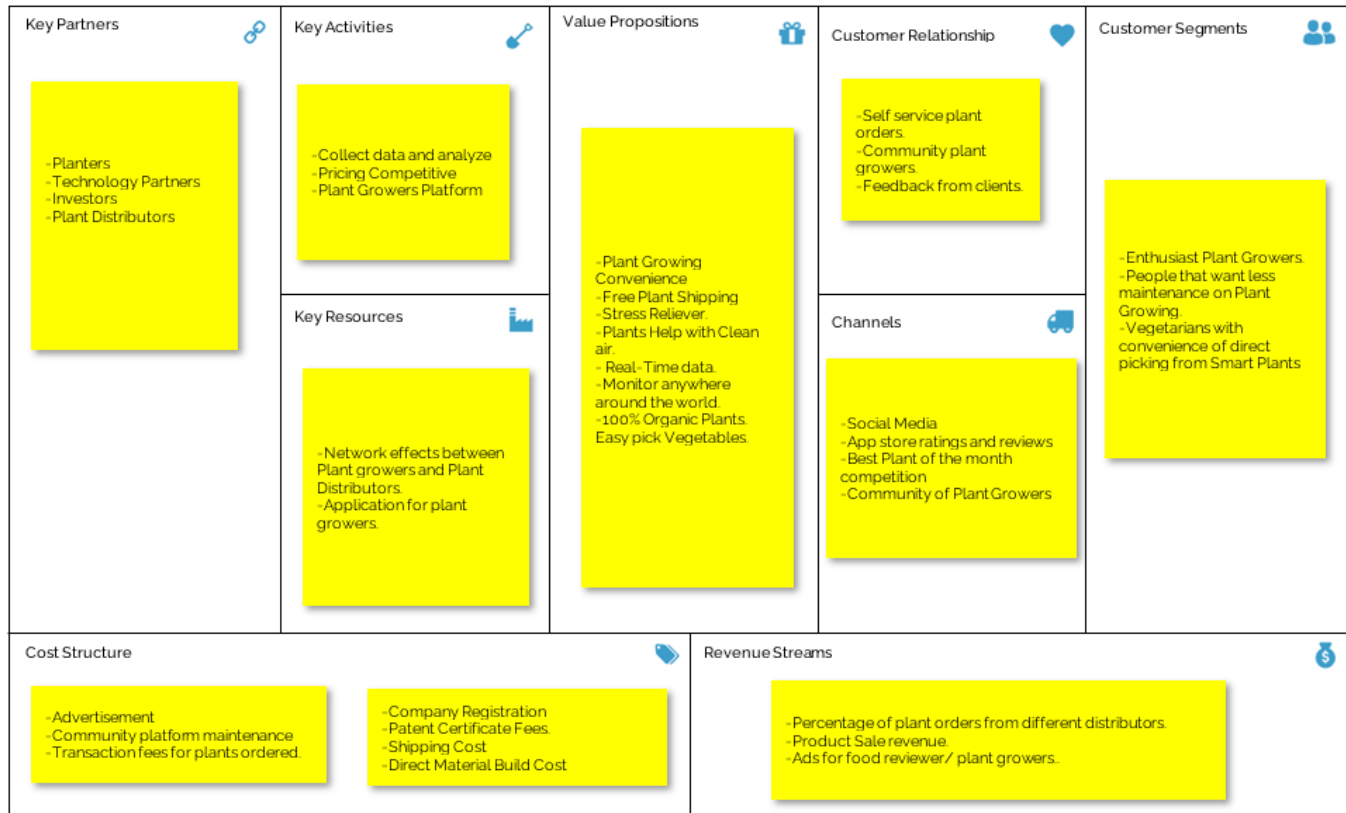 Key Partners
-Planters
-Technology Partners
-Investors
-Plant Distributors
Key Activities
-Collect data and analyze
-Pricing Competitive
-Plant Growers Platform
Key Resources
-Network effects between
Plant growers and Plant
Distributors.
-Application for plant
growers.
Value Propositions
-Plant Growing
Convenience
-Free Plant Shipping
-Stress Reliever.
-Plants Help with Clean
air.
- Real-Time data.
-Monitor anywhere
around the world.
-100% Organic Plants.
Easy pick Vegetables.
Customer Relationship
-Self service plant
orders.
-Community plant
growers.
-Feedback from clients.
Channels
-Social Media
-App store ratings and reviews
-Best Plant of the month
competition
-Community of Plant Growers
Customer Segments
-Enthusiast Plant Growers.
-People that want less
maintenance on Plant
Growing.
-Vegetarians with
convenience of direct
picking from Smart Plants
Cost Structure
-Advertisement
-Community platform maintenance
-Transaction fees for plants ordered.
-Company Registration
-Patent Certificate Fees.
-Shipping Cost
-Direct Material Build Cost
Revenue Streams
$
-Percentage of plant orders from different distributors.
-Product Sale revenue.
-Ads for food reviewer/ plant growers..